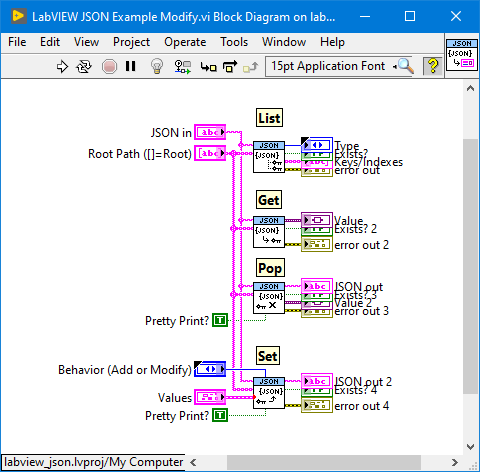 LabVIEW JSON Example Modify.vi Block Diagram on lab...
File Edit View Project Operate Tools Window Help
15pt Application Font
JSON
{JSON}
List
JSON in abc
Root Path ([]=Root) [abc
JSON
{JSON}
Type
Exists?
abc Keys/Indexes
error out
Get
JSON
{JSON}
Value
Exists? 2
error out 2
Pop
JSON
{JSON}
abc JSON out
Exists? 3
Value 2
error out 3
Pretty Print? T
Set
Behavior (Add or Modify)
JSON
{JSON}
abc JSON out 2
Exists? 4
Values
error out 4
Pretty Print? T
labview_json.lvproj/My Computer